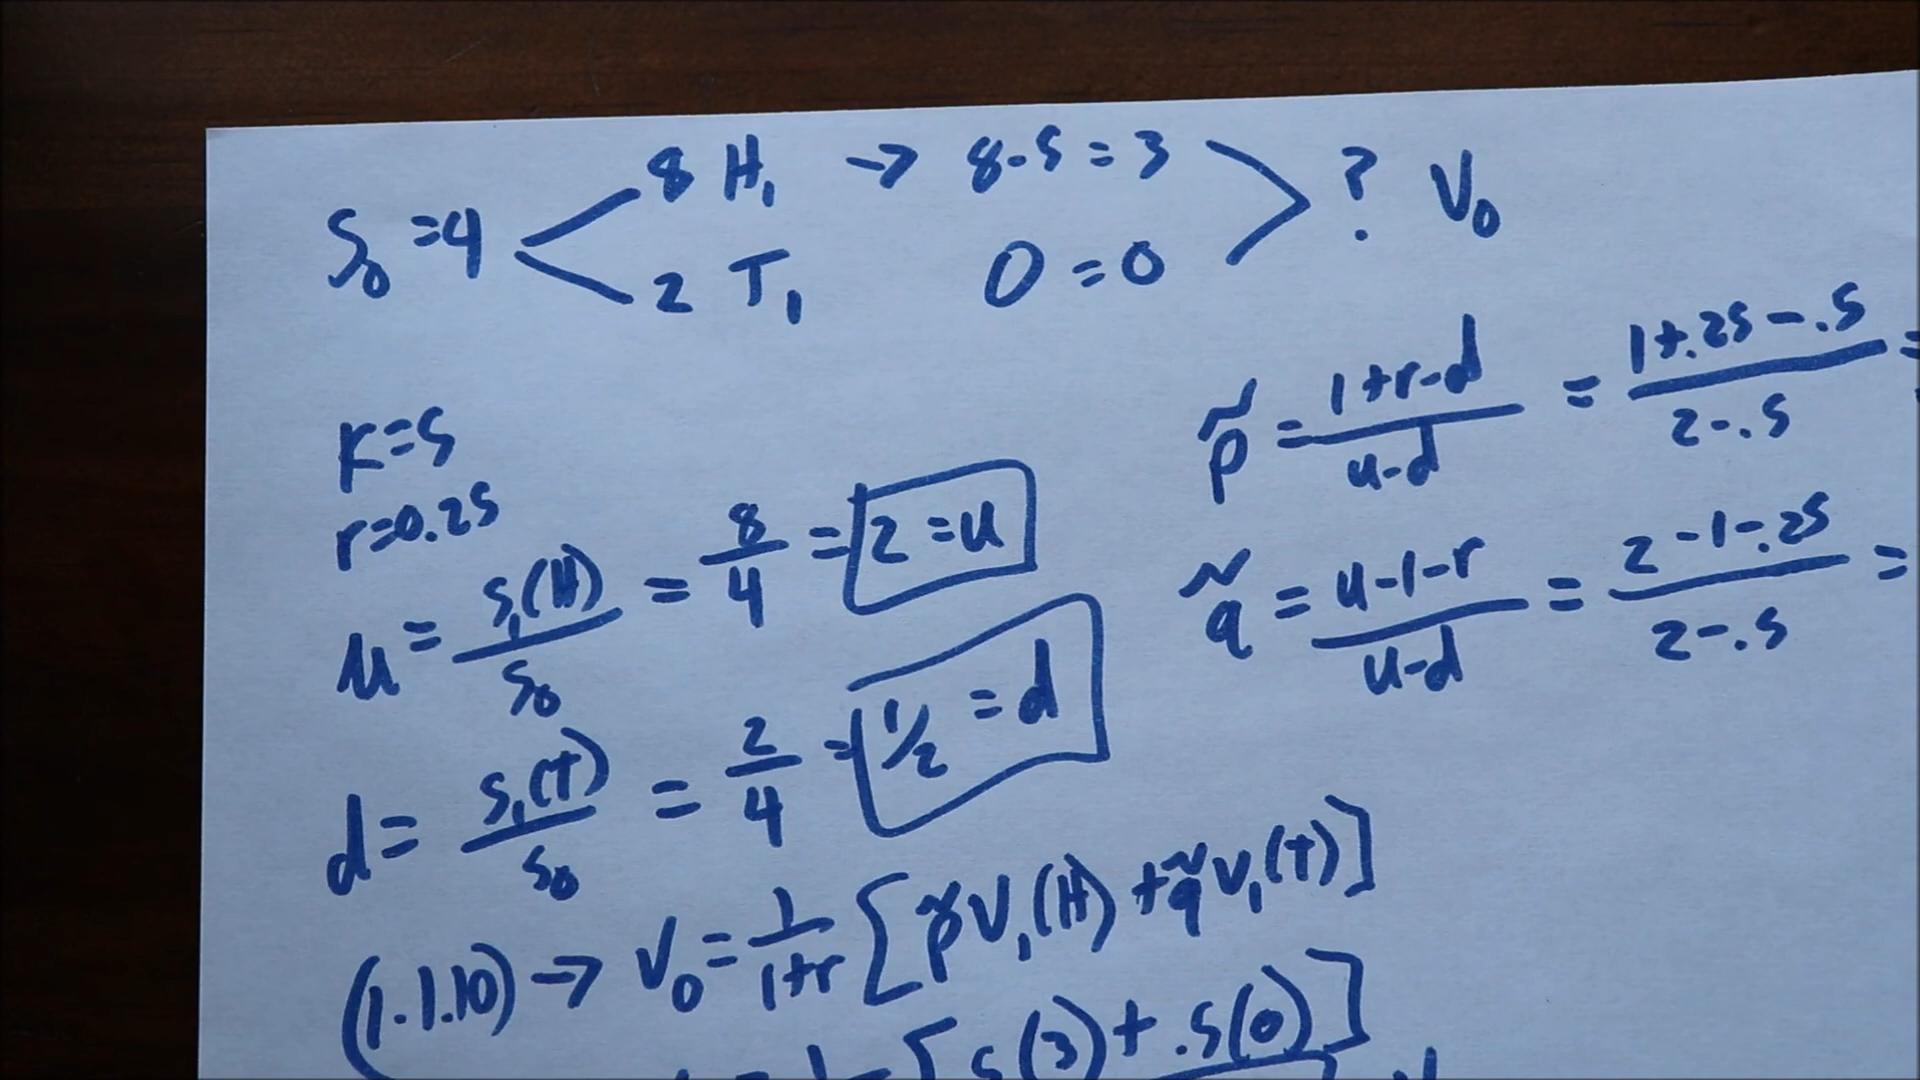 S₀ = 4 < 8 H₁ → 8-5 = 3 > ? V₀
2 T₁ 0 = 0
K = 5
r = 0.25
u = S₁(H)/S₀ = 8/4 = 2 = u
d = S₁(T)/S₀ = 2/4 = 1/2 = d
p̃ = (1+r-d)/(u-d) = (1+.25-.5)/(2-.5) =
q̃ = (u-1-r)/(u-d) = (2-1-.25)/(2-.5) =
(1.1.10) → V₀ = 1/(1+r) [p̃V₁(H) + q̃V₁(T)]
[.5(3) + .5(0)]